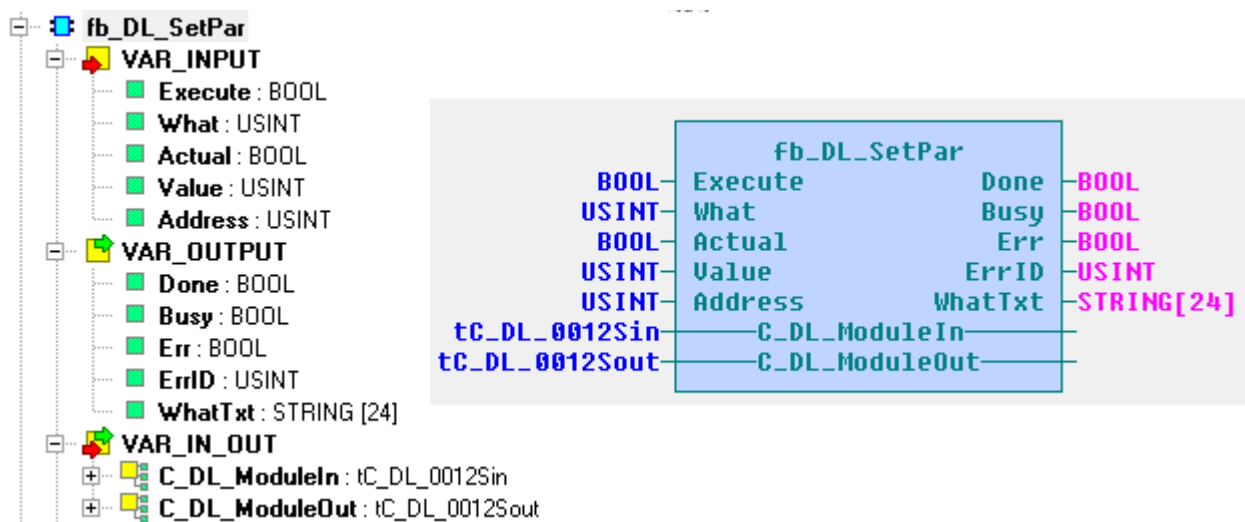 fb_DL_SetPar
VAR_INPUT
Execute : BOOL
What : USINT
Actual : BOOL
Value : USINT
Address : USINT
VAR_OUTPUT
Done : BOOL
Busy : BOOL
Err : BOOL
ErrID : USINT
WhatTxt : STRING [24]
VAR_IN_OUT
C_DL_ModuleIn : tC_DL_0012Sin
C_DL_ModuleOut : tC_DL_0012Sout
fb_DL_SetPar
BOOL Execute Done BOOL
USINT What Busy BOOL
BOOL Actual Err BOOL
USINT Value ErrID USINT
USINT Address WhatTxt STRING[24]
tC_DL_0012Sin C_DL_ModuleIn
tC_DL_0012Sout C_DL_ModuleOut